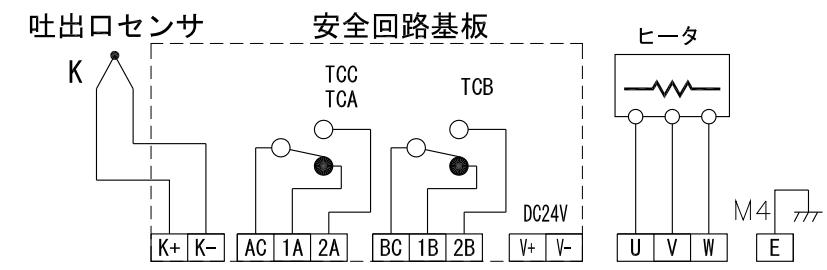 吐出口センサ
安全回路基板
ヒータ
K
TCC
TCA
TCB
DC24V
M4
K+ K- AC 1A 2A BC 1B 2B V+ V- U V W E